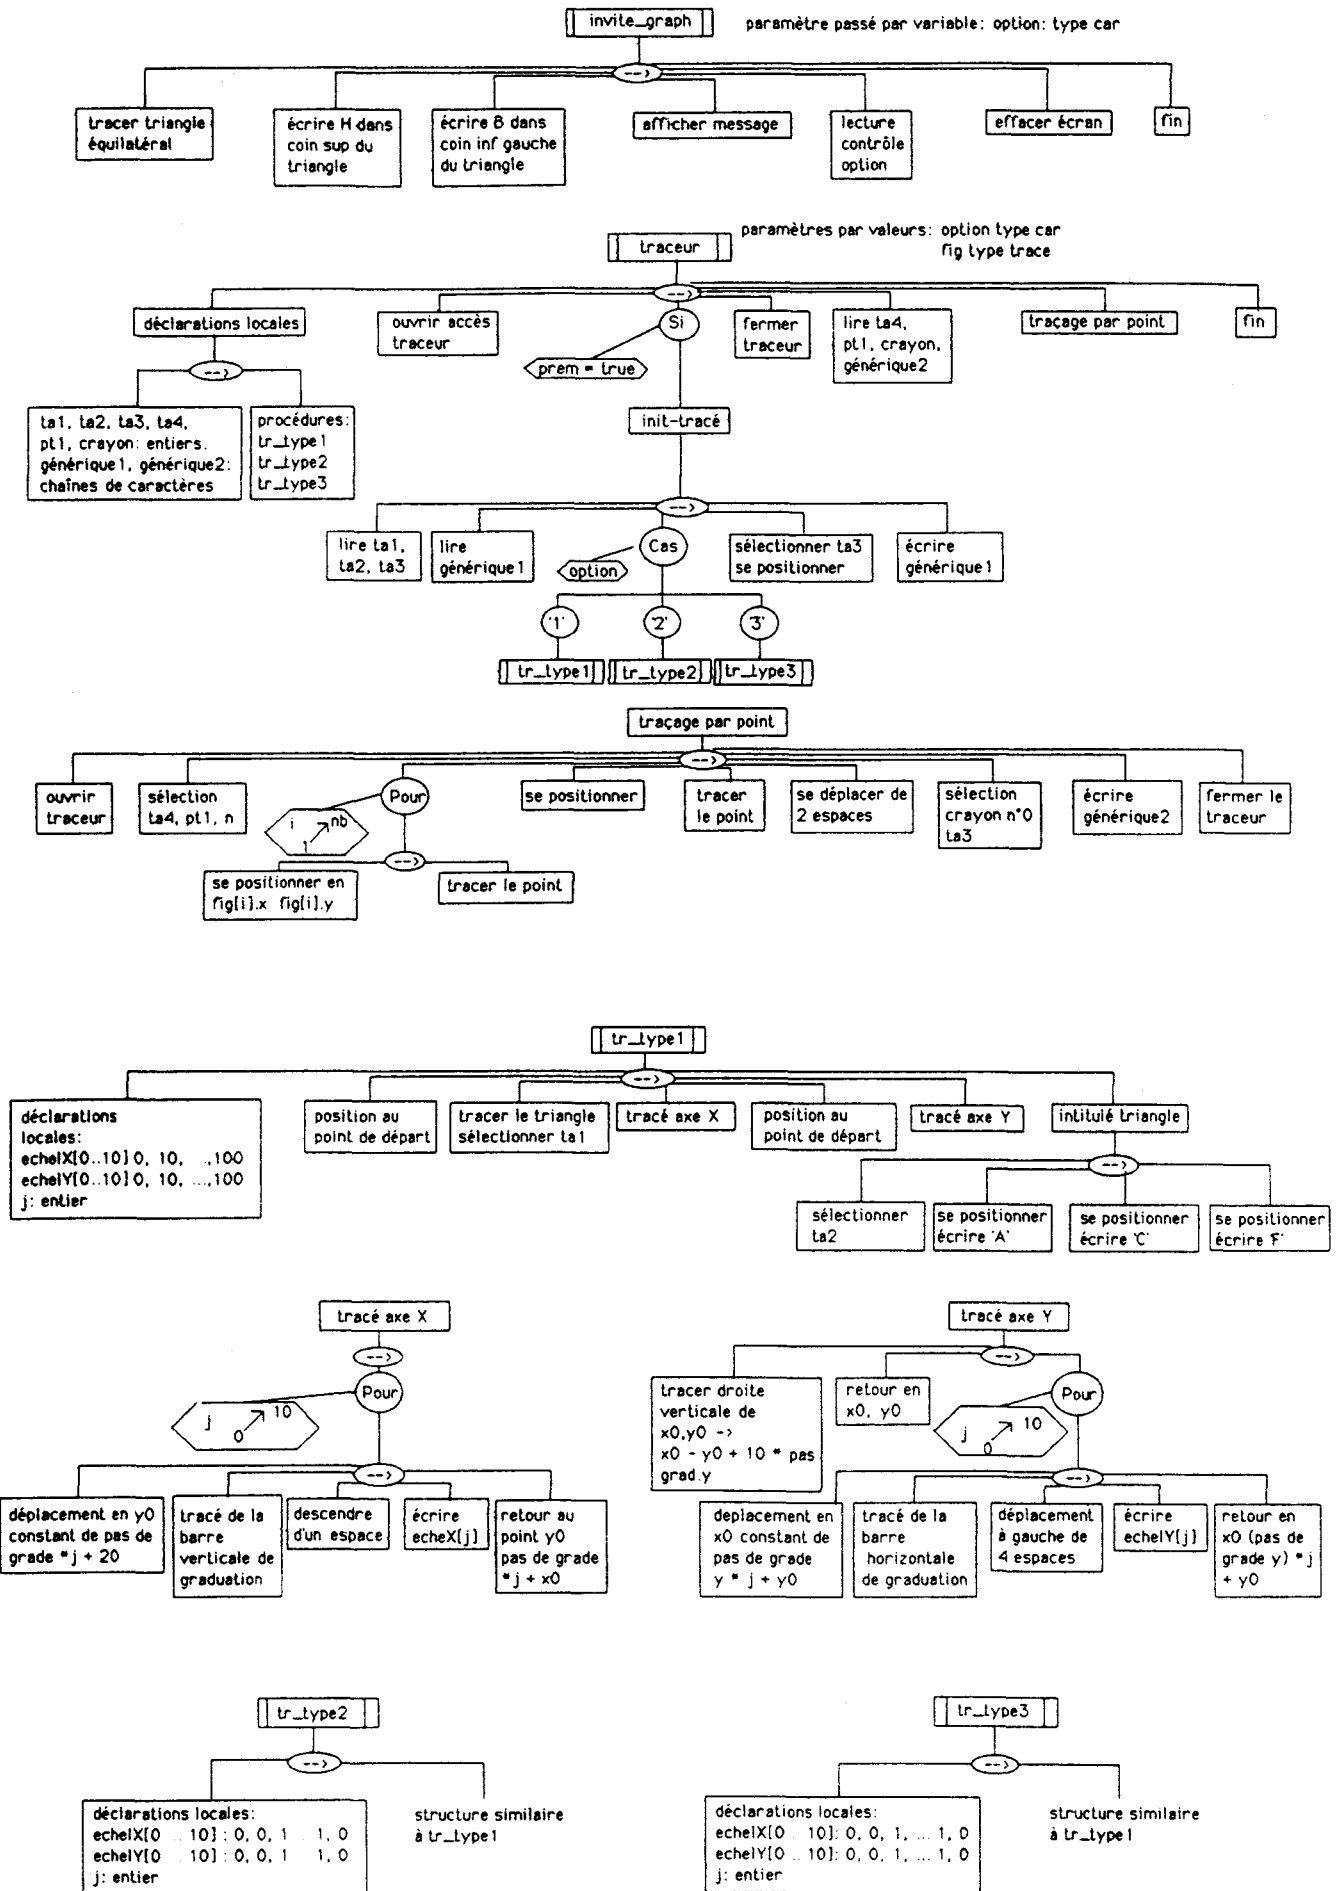 invite_graph
paramètre passé par variable: option: type car
-->
tracer triangle
équilatéral
écrire H dans
coin sup du
triangle
écrire B dans
coin inf gauche
du triangle
afficher message
lecture
contrôle
option
effacer écran
fin
traceur
paramètres par valeurs: option type car
fig type trace
-->
déclarations locales
ouvrir accès
traceur
Si
prem = true
fermer
traceur
lire ta4,
pt1, crayon,
générique2
traçage par point
fin
-->
ta1, ta2, ta3, ta4,
pt1, crayon: entiers.
générique1, générique2:
chaînes de caractères
procédures:
tr_type1
tr_type2
tr_type3
init-tracé
-->
lire ta1,
ta2, ta3
lire
générique1
Cas
option
sélectionner ta3
se positionner
écrire
générique1
'1'
'2'
'3'
tr_type1
tr_type2
tr_type3
traçage par point
-->
ouvrir
traceur
sélection
ta4, pt1, n
Pour
i
1
nb
se positionner
tracer
le point
se déplacer de
2 espaces
sélection
crayon n°0
ta3
écrire
générique2
fermer le
traceur
-->
se positionner en
fig[i].x fig[i].y
tracer le point
tr_type1
-->
déclarations
locales:
echelX[0..10] 0, 10, ..,100
echelY[0..10] 0, 10, ...,100
j: entier
position au
point de départ
tracer le triangle
sélectionner ta1
tracé axe X
position au
point de départ
tracé axe Y
intitulé triangle
-->
sélectionner
ta2
se positionner
écrire 'A'
se positionner
écrire 'C'
se positionner
écrire 'F'
tracé axe X
-->
Pour
j
0
10
-->
déplacement en y0
constant de pas de
grade *j + 20
tracé de la
barre
verticale de
graduation
descendre
d'un espace
écrire
echeX[j]
retour au
point y0
pas de grade
*j + x0
tracé axe Y
-->
tracer droite
verticale de
x0,y0 ->
x0 - y0 + 10 * pas
grad.y
retour en
x0, y0
Pour
j
0
10
-->
deplacement en
x0 constant de
pas de grade
y * j + y0
tracé de la
barre
horizontale
de graduation
déplacement
à gauche de
4 espaces
écrire
echelY[j]
retour en
x0 (pas de
grade y) *j
+ y0
tr_type2
-->
déclarations locales:
echelX[0 .. 10] : 0, 0, 1 .. 1, 0
echelY[0 .. 10] : 0, 0, 1 1, 0
j: entier
structure similaire
à tr_type1
tr_type3
-->
déclarations locales:
echelX[0 .. 10]: 0, 0, 1, ... 1, 0
echelY[0 .. 10]: 0, 0, 1, ... 1, 0
j: entier
structure similaire
à tr_type1